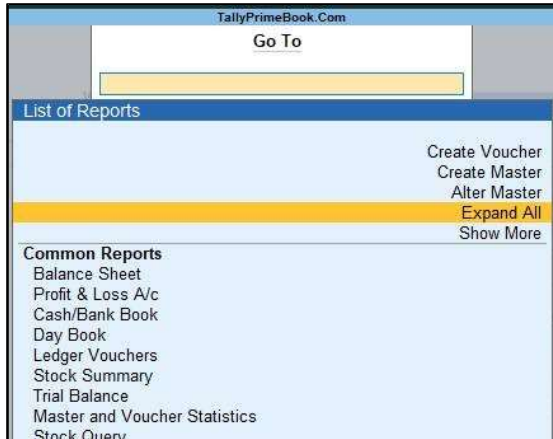 TallyPrimeBook.Com
Go To
List of Reports
Create Voucher
Create Master
Alter Master
Expand All
Show More
Common Reports
Balance Sheet
Profit & Loss A/c
Cash/Bank Book
Day Book
Ledger Vouchers
Stock Summary
Trial Balance
Master and Voucher Statistics
Stock Query